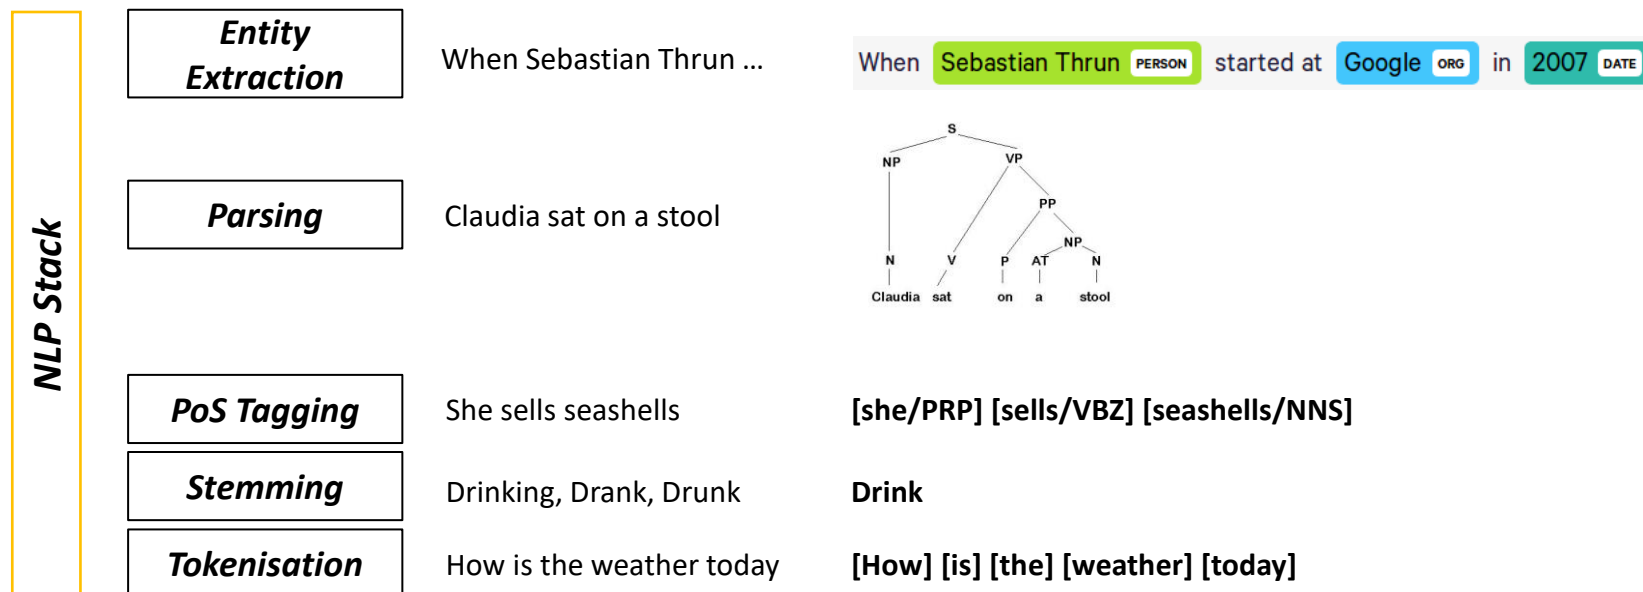 NLP Stack
Entity
Extraction
When Sebastian Thrun ...
When Sebastian Thrun PERSON started at Google ORG in 2007 DATE
Parsing
Claudia sat on a stool
S
NP VP
PP
NP
N V P AT N
Claudia sat on a stool
PoS Tagging
She sells seashells
[she/PRP] [sells/VBZ] [seashells/NNS]
Stemming
Drinking, Drank, Drunk
Drink
Tokenisation
How is the weather today
[How] [is] [the] [weather] [today]